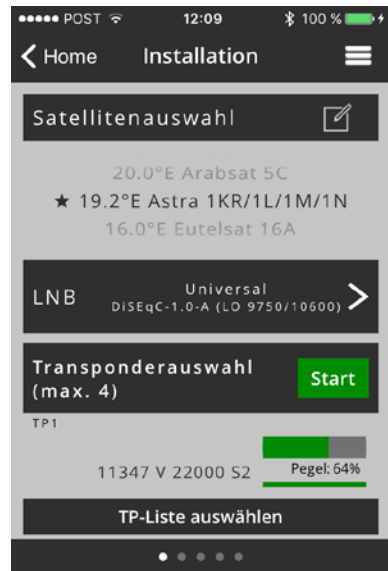 POST 12:09 100 %
Home Installation
Satellitenauswahl
20.0°E Arabsat 5C
★ 19.2°E Astra 1KR/1L/1M/1N
16.0°E Eutelsat 16A
LNB
Universal
DiSEqC-1.0-A (LO 9750/10600)
Transponderauswahl
(max. 4)
Start
TP1
11347 V 22000 S2
Pegel: 64%
TP-Liste auswählen